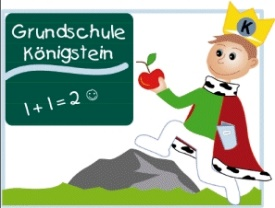 Grundschule
Königstein
1+1=2 ☺
K